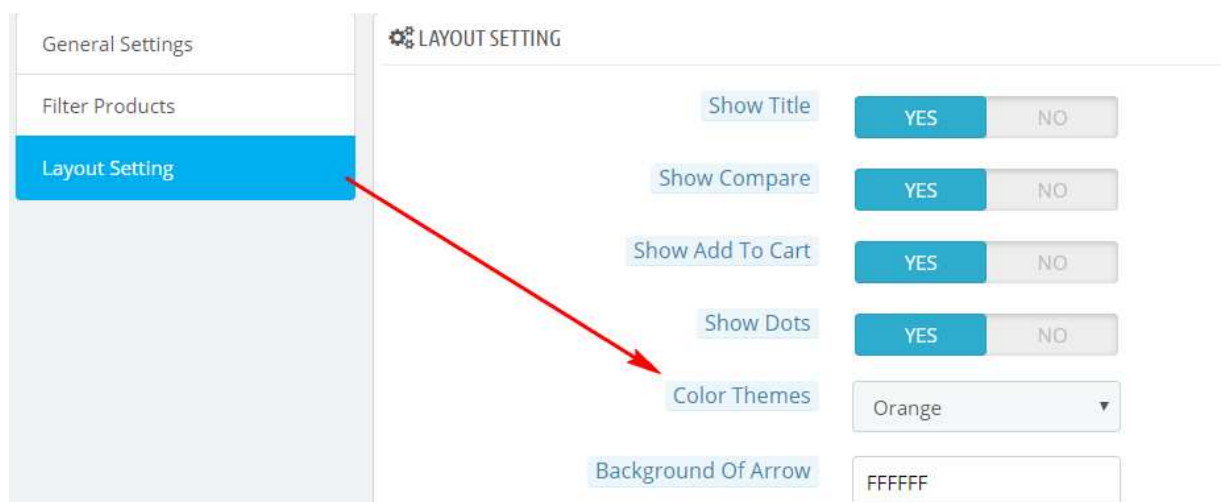 General Settings
Filter Products
Layout Setting
LAYOUT SETTING
Show Title YES NO
Show Compare YES NO
Show Add To Cart YES NO
Show Dots YES NO
Color Themes Orange
Background Of Arrow FFFFFF